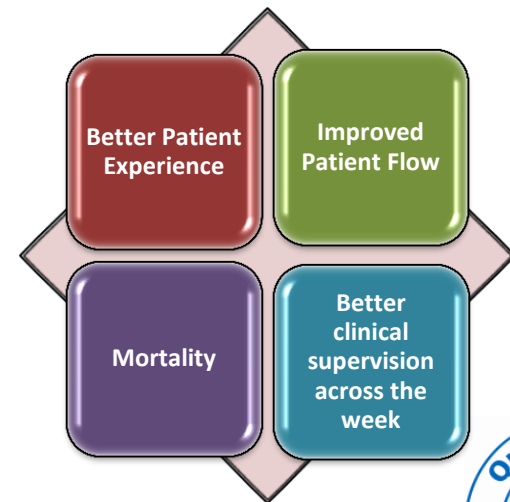 Better Patient
Experience
Improved
Patient Flow
Mortality
Better
clinical
supervision
across the
week